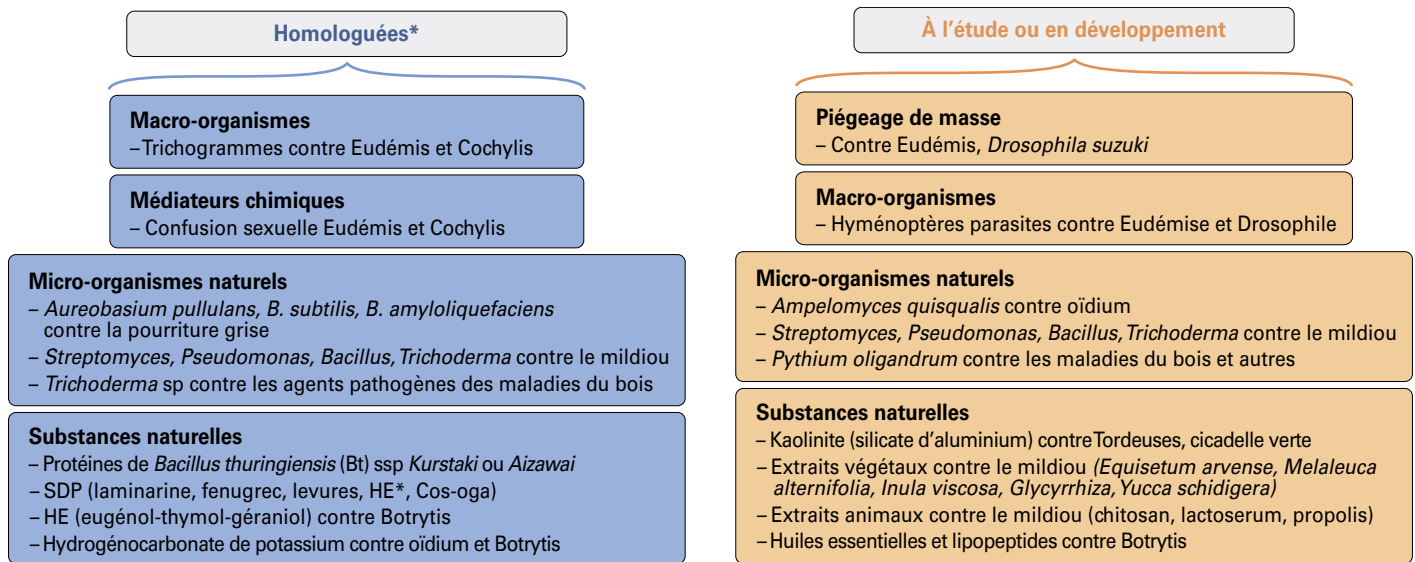 Homologuées*
Macro-organismes
– Trichogrammes contre Eudémis et Cochylis
Médiateurs chimiques
– Confusion sexuelle Eudémis et Cochylis
Micro-organismes naturels
– Aureobasium pullulans, B. subtilis, B. amyloliquefaciens
contre la pourriture grise
– Streptomyces, Pseudomonas, Bacillus, Trichoderma contre le mildiou
– Trichoderma sp contre les agents pathogènes des maladies du bois
Substances naturelles
– Protéines de Bacillus thuringiensis (Bt) ssp Kurstaki ou Aizawai
– SDP (laminarine, fenugrec, levures, HE*, Cos-oga)
– HE (eugénol-thymol-géraniol) contre Botrytis
– Hydrogénocarbonate de potassium contre oïdium et Botrytis
À l’étude ou en développement
Piégeage de masse
– Contre Eudémis, Drosophila suzuki
Macro-organismes
– Hyménoptères parasites contre Eudémise et Drosophile
Micro-organismes naturels
– Ampelomyces quisqualis contre oïdium
– Streptomyces, Pseudomonas, Bacillus, Trichoderma contre le mildiou
– Pythium oligandrum contre les maladies du bois et autres
Substances naturelles
– Kaolinite (silicate d’aluminium) contre Tordeuses, cicadelle verte
– Extraits végétaux contre le mildiou (Equisetum arvense, Melaleuca
alternifolia, Inula viscosa, Glycyrrhiza, Yucca schidigera)
– Extraits animaux contre le mildiou (chitosan, lactoserum, propolis)
– Huiles essentielles et lipopeptides contre Botrytis